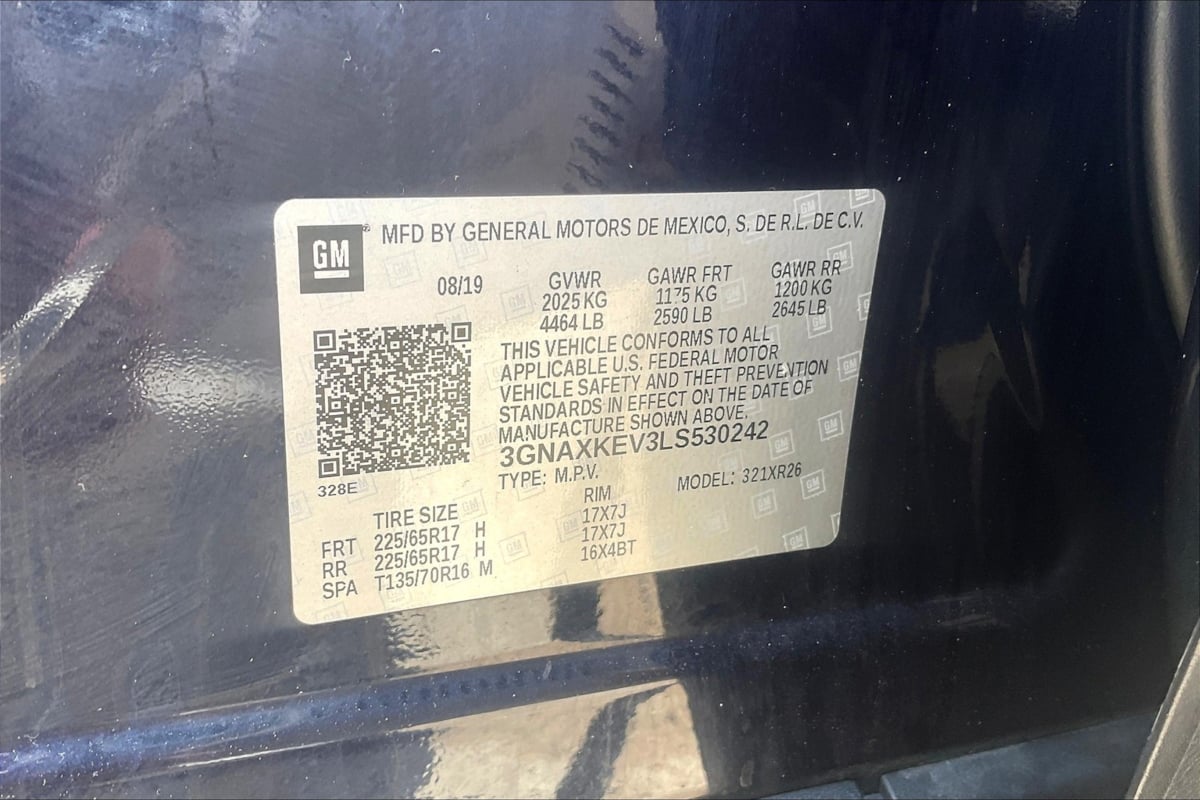 GM® MFD BY GENERAL MOTORS DE MEXICO, S. DE R.L. DE C.V.
08/19
GVWR
2025 KG
4464 LB
GAWR FRT
1175 KG
2590 LB
GAWR RR
1200 KG
2645 LB
THIS VEHICLE CONFORMS TO ALL
APPLICABLE U.S. FEDERAL MOTOR
VEHICLE SAFETY AND THEFT PREVENTION
STANDARDS IN EFFECT ON THE DATE OF
MANUFACTURE SHOWN ABOVE.
3GNAXKEV3LS530242
TYPE: M.P.V. MODEL: 321XR26
328E
TIRE SIZE RIM
FRT 225/65R17 H 17X7J
RR 225/65R17 H 17X7J
SPA T135/70R16 M 16X4BT